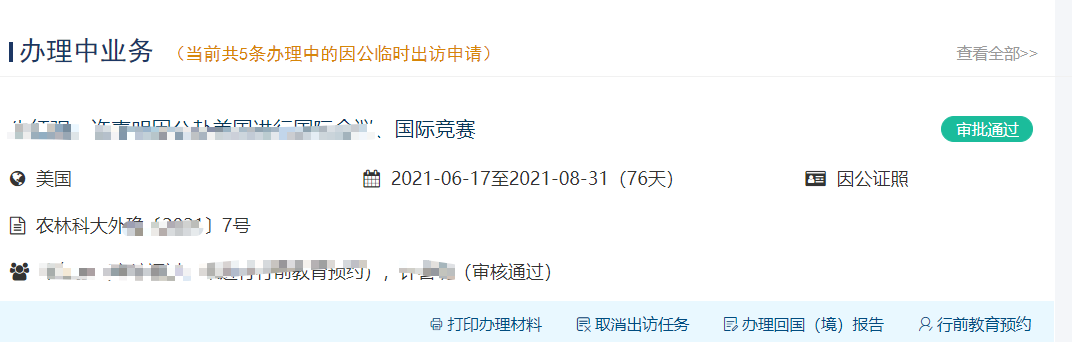 办理中业务 （当前共5条办理中的因公临时出访申请） 查看全部>>
、国际竞赛 审批通过
美国 2021-06-17至2021-08-31（76天） 因公证照
农林科大外 〕7号
（审核通过）
打印办理材料 取消出访任务 办理回国（境）报告 行前教育预约